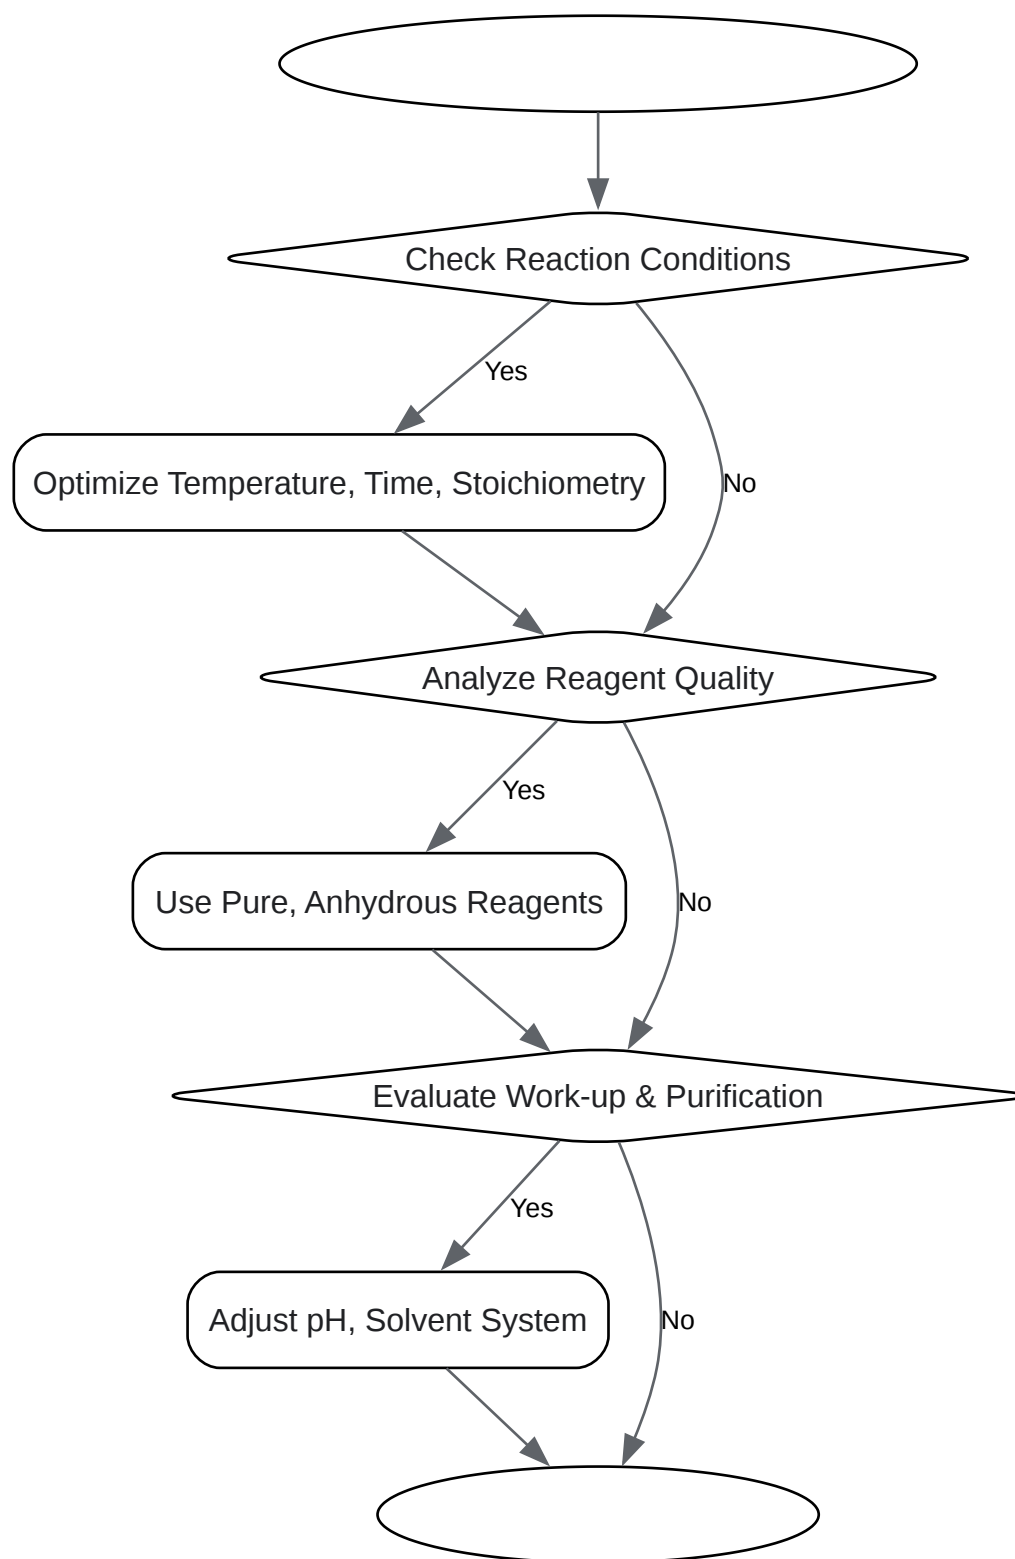 Check Reaction Conditions
Yes
Optimize Temperature, Time, Stoichiometry
No
Analyze Reagent Quality
Yes
Use Pure, Anhydrous Reagents
No
Evaluate Work-up & Purification
Yes
Adjust pH, Solvent System
No